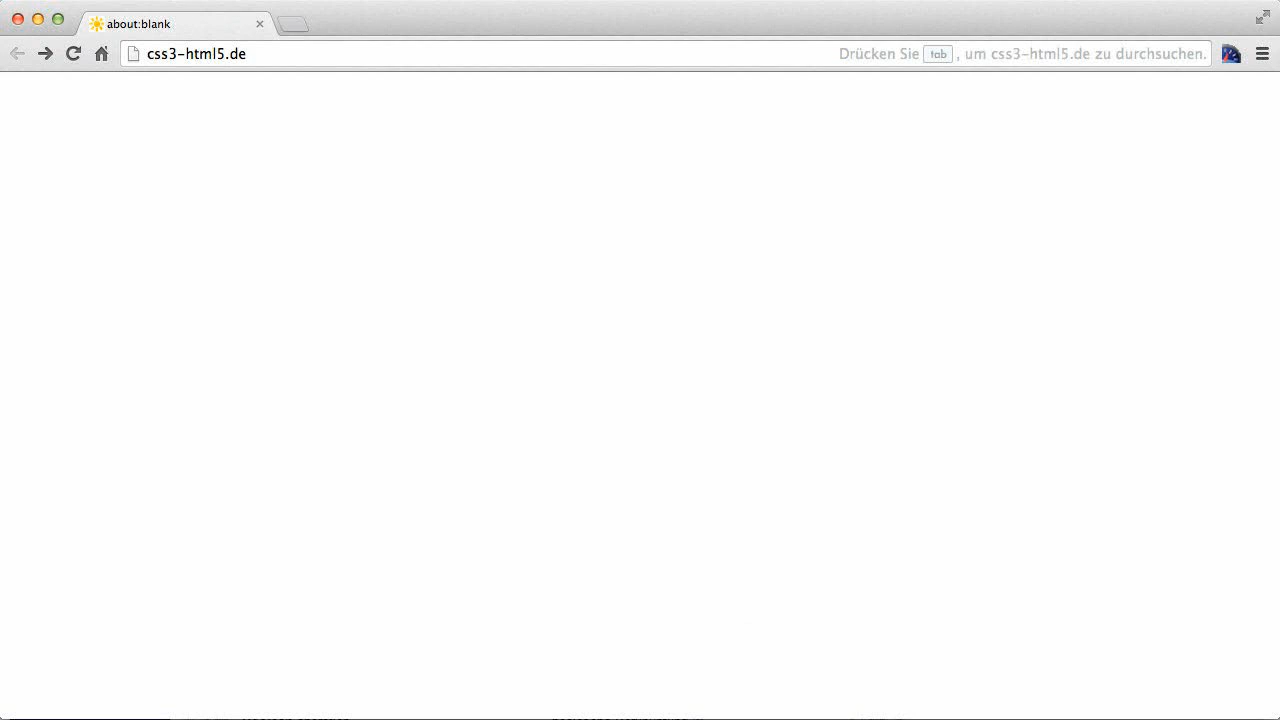 about:blank
css3-html5.de
Drücken Sie tab , um css3-html5.de zu durchsuchen.